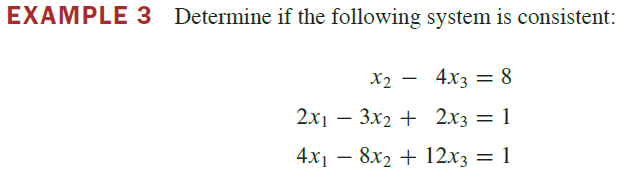 EXAMPLE 3 Determine if the following system is consistent:
x₂ − 4x₃ = 8
2x₁ − 3x₂ + 2x₃ = 1
4x₁ − 8x₂ + 12x₃ = 1